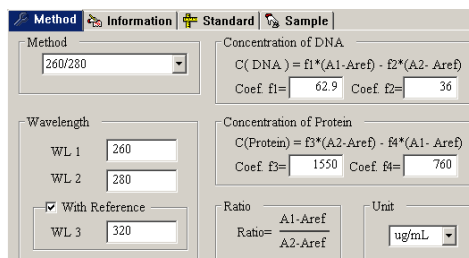 Method Information Standard Sample
Method
260/280
Concentration of DNA
C( DNA ) = f1*(A1-Aref) - f2*(A2- Aref)
Coef. f1= 62.9 Coef. f2= 36
Wavelength
WL 1 260
WL 2 280
With Reference
WL 3 320
Concentration of Protein
C(Protein) = f3*(A2-Aref) - f4*(A1- Aref)
Coef. f3= 1550 Coef. f4= 760
Ratio
A1-Aref
Ratio=
A2-Aref
Unit
ug/mL